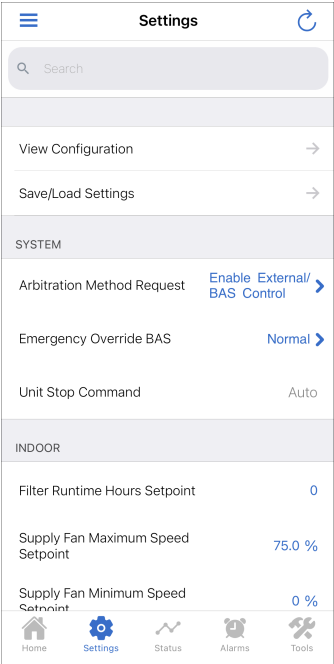 Settings
Search
View Configuration
Save/Load Settings
SYSTEM
Arbitration Method Request
Enable External/
BAS Control
Emergency Override BAS
Normal
Unit Stop Command
Auto
INDOOR
Filter Runtime Hours Setpoint
0
Supply Fan Maximum Speed
Setpoint
75.0 %
Supply Fan Minimum Speed
Setpoint
0 %
Home
Settings
Status
Alarms
Tools